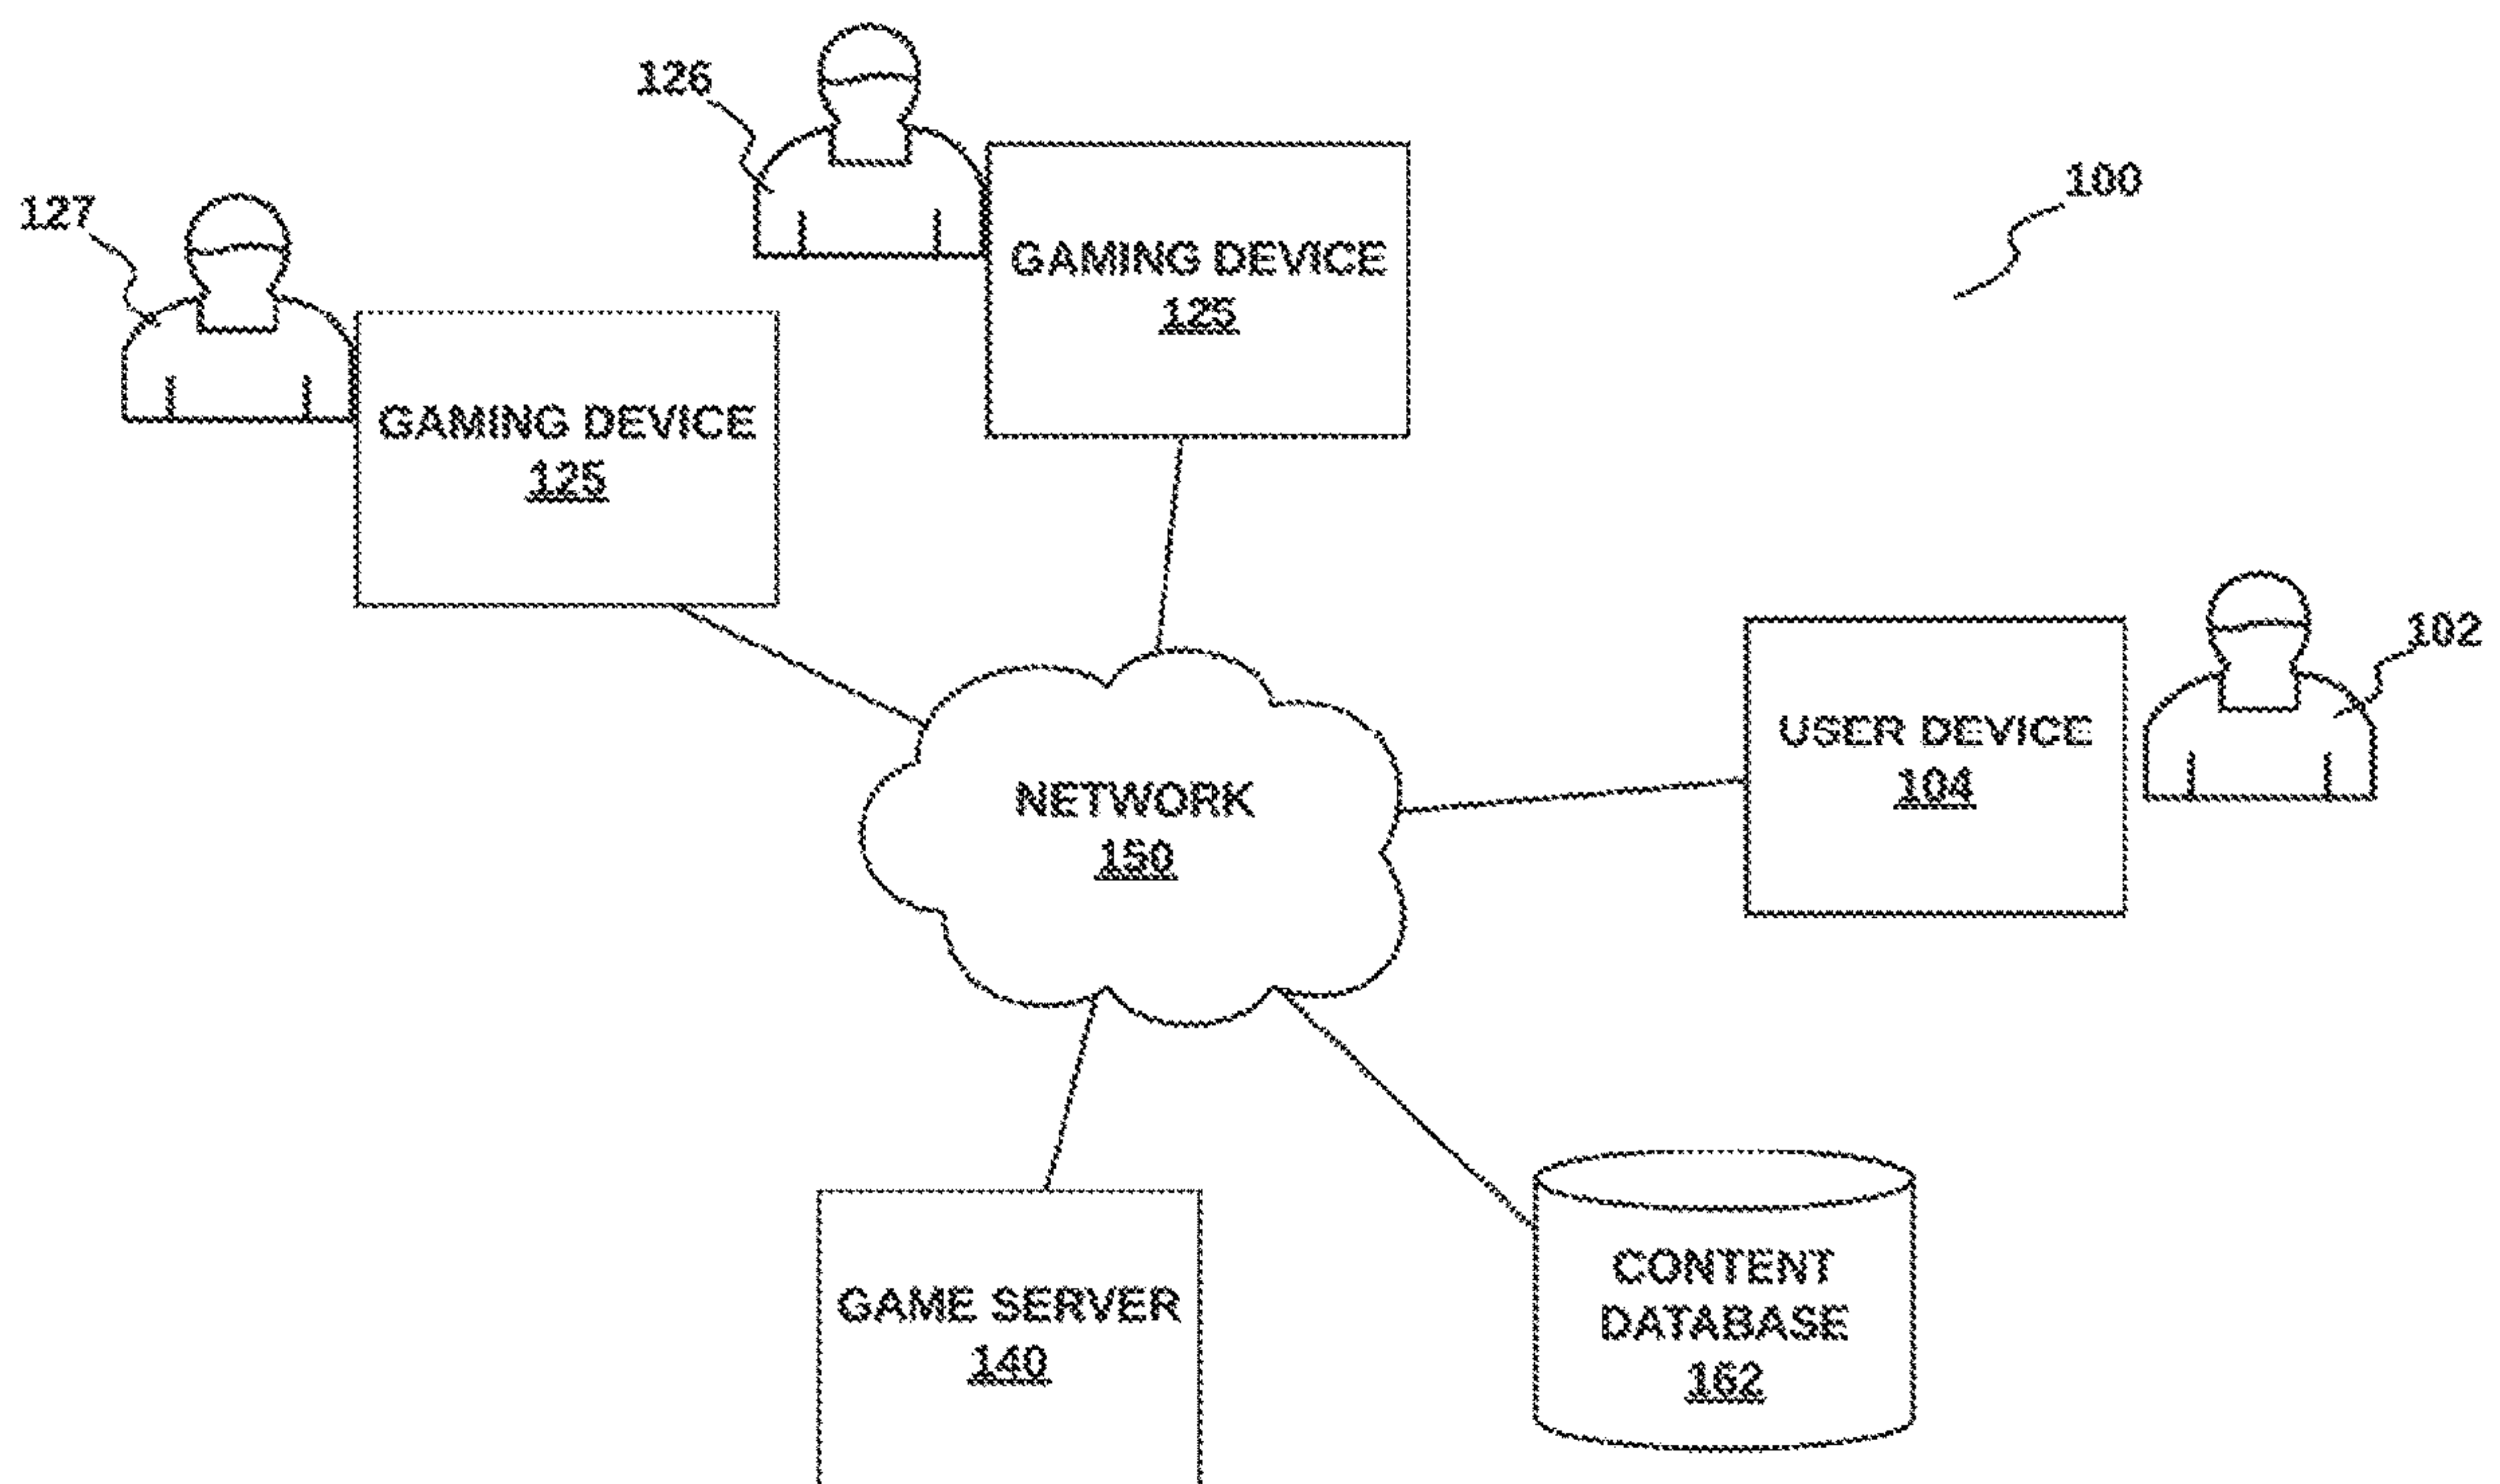 126
100
127
GAMING DEVICE
125
GAMING DEVICE
125
102
USER DEVICE
104
NETWORK
150
GAME SERVER
140
CONTENT
DATABASE
162